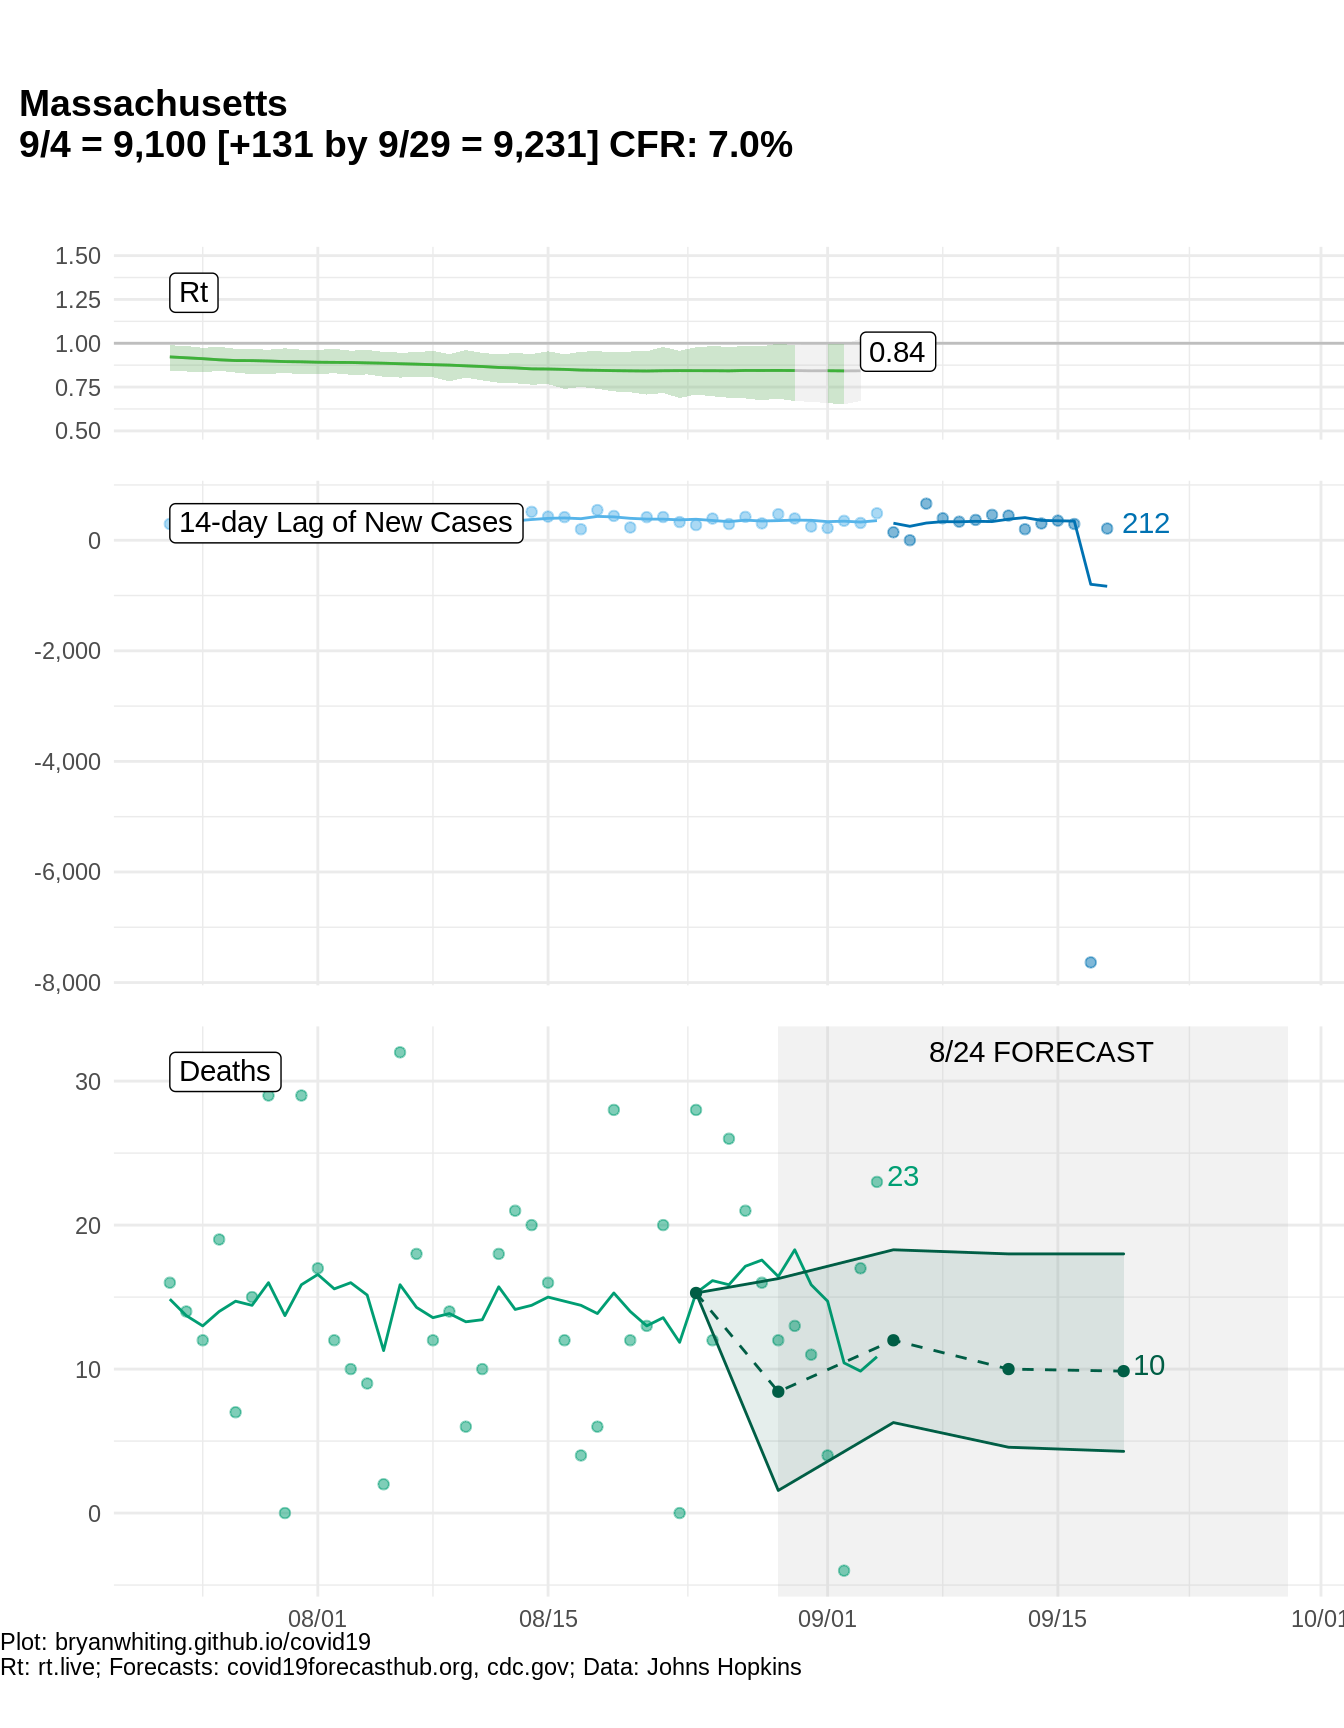 Massachusetts
9/4 = 9,100 [+131 by 9/29 = 9,231] CFR: 7.0%
1.50
1.25
1.00
0.75
0.50
Rt
0.84
0
-2,000
-4,000
-6,000
-8,000
14-day Lag of New Cases
212
30
20
10
0
Deaths
8/24 FORECAST
23
10
08/01
08/15
09/01
09/15
10/01
Plot: bryanwhiting.github.io/covid19
Rt: rt.live; Forecasts: covid19forecasthub.org, cdc.gov; Data: Johns Hopkins